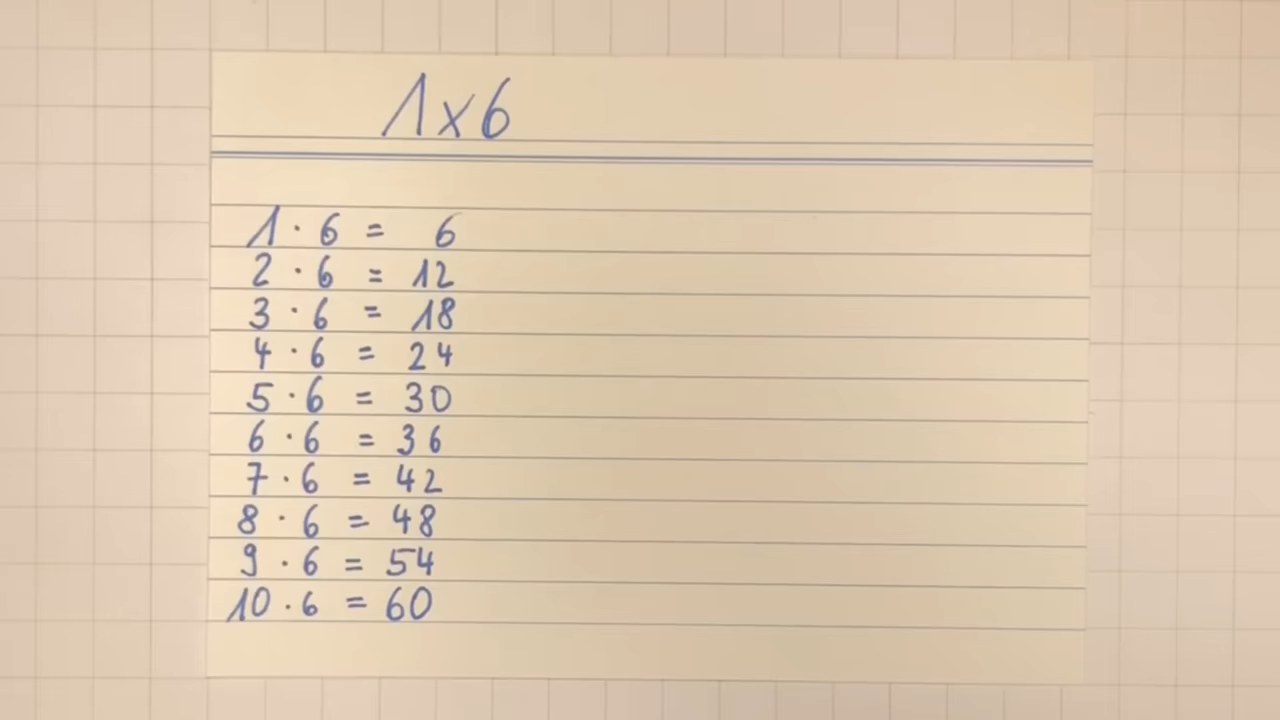 1x6
1 · 6 = 6
2 · 6 = 12
3 · 6 = 18
4 · 6 = 24
5 · 6 = 30
6 · 6 = 36
7 · 6 = 42
8 · 6 = 48
9 · 6 = 54
10 · 6 = 60